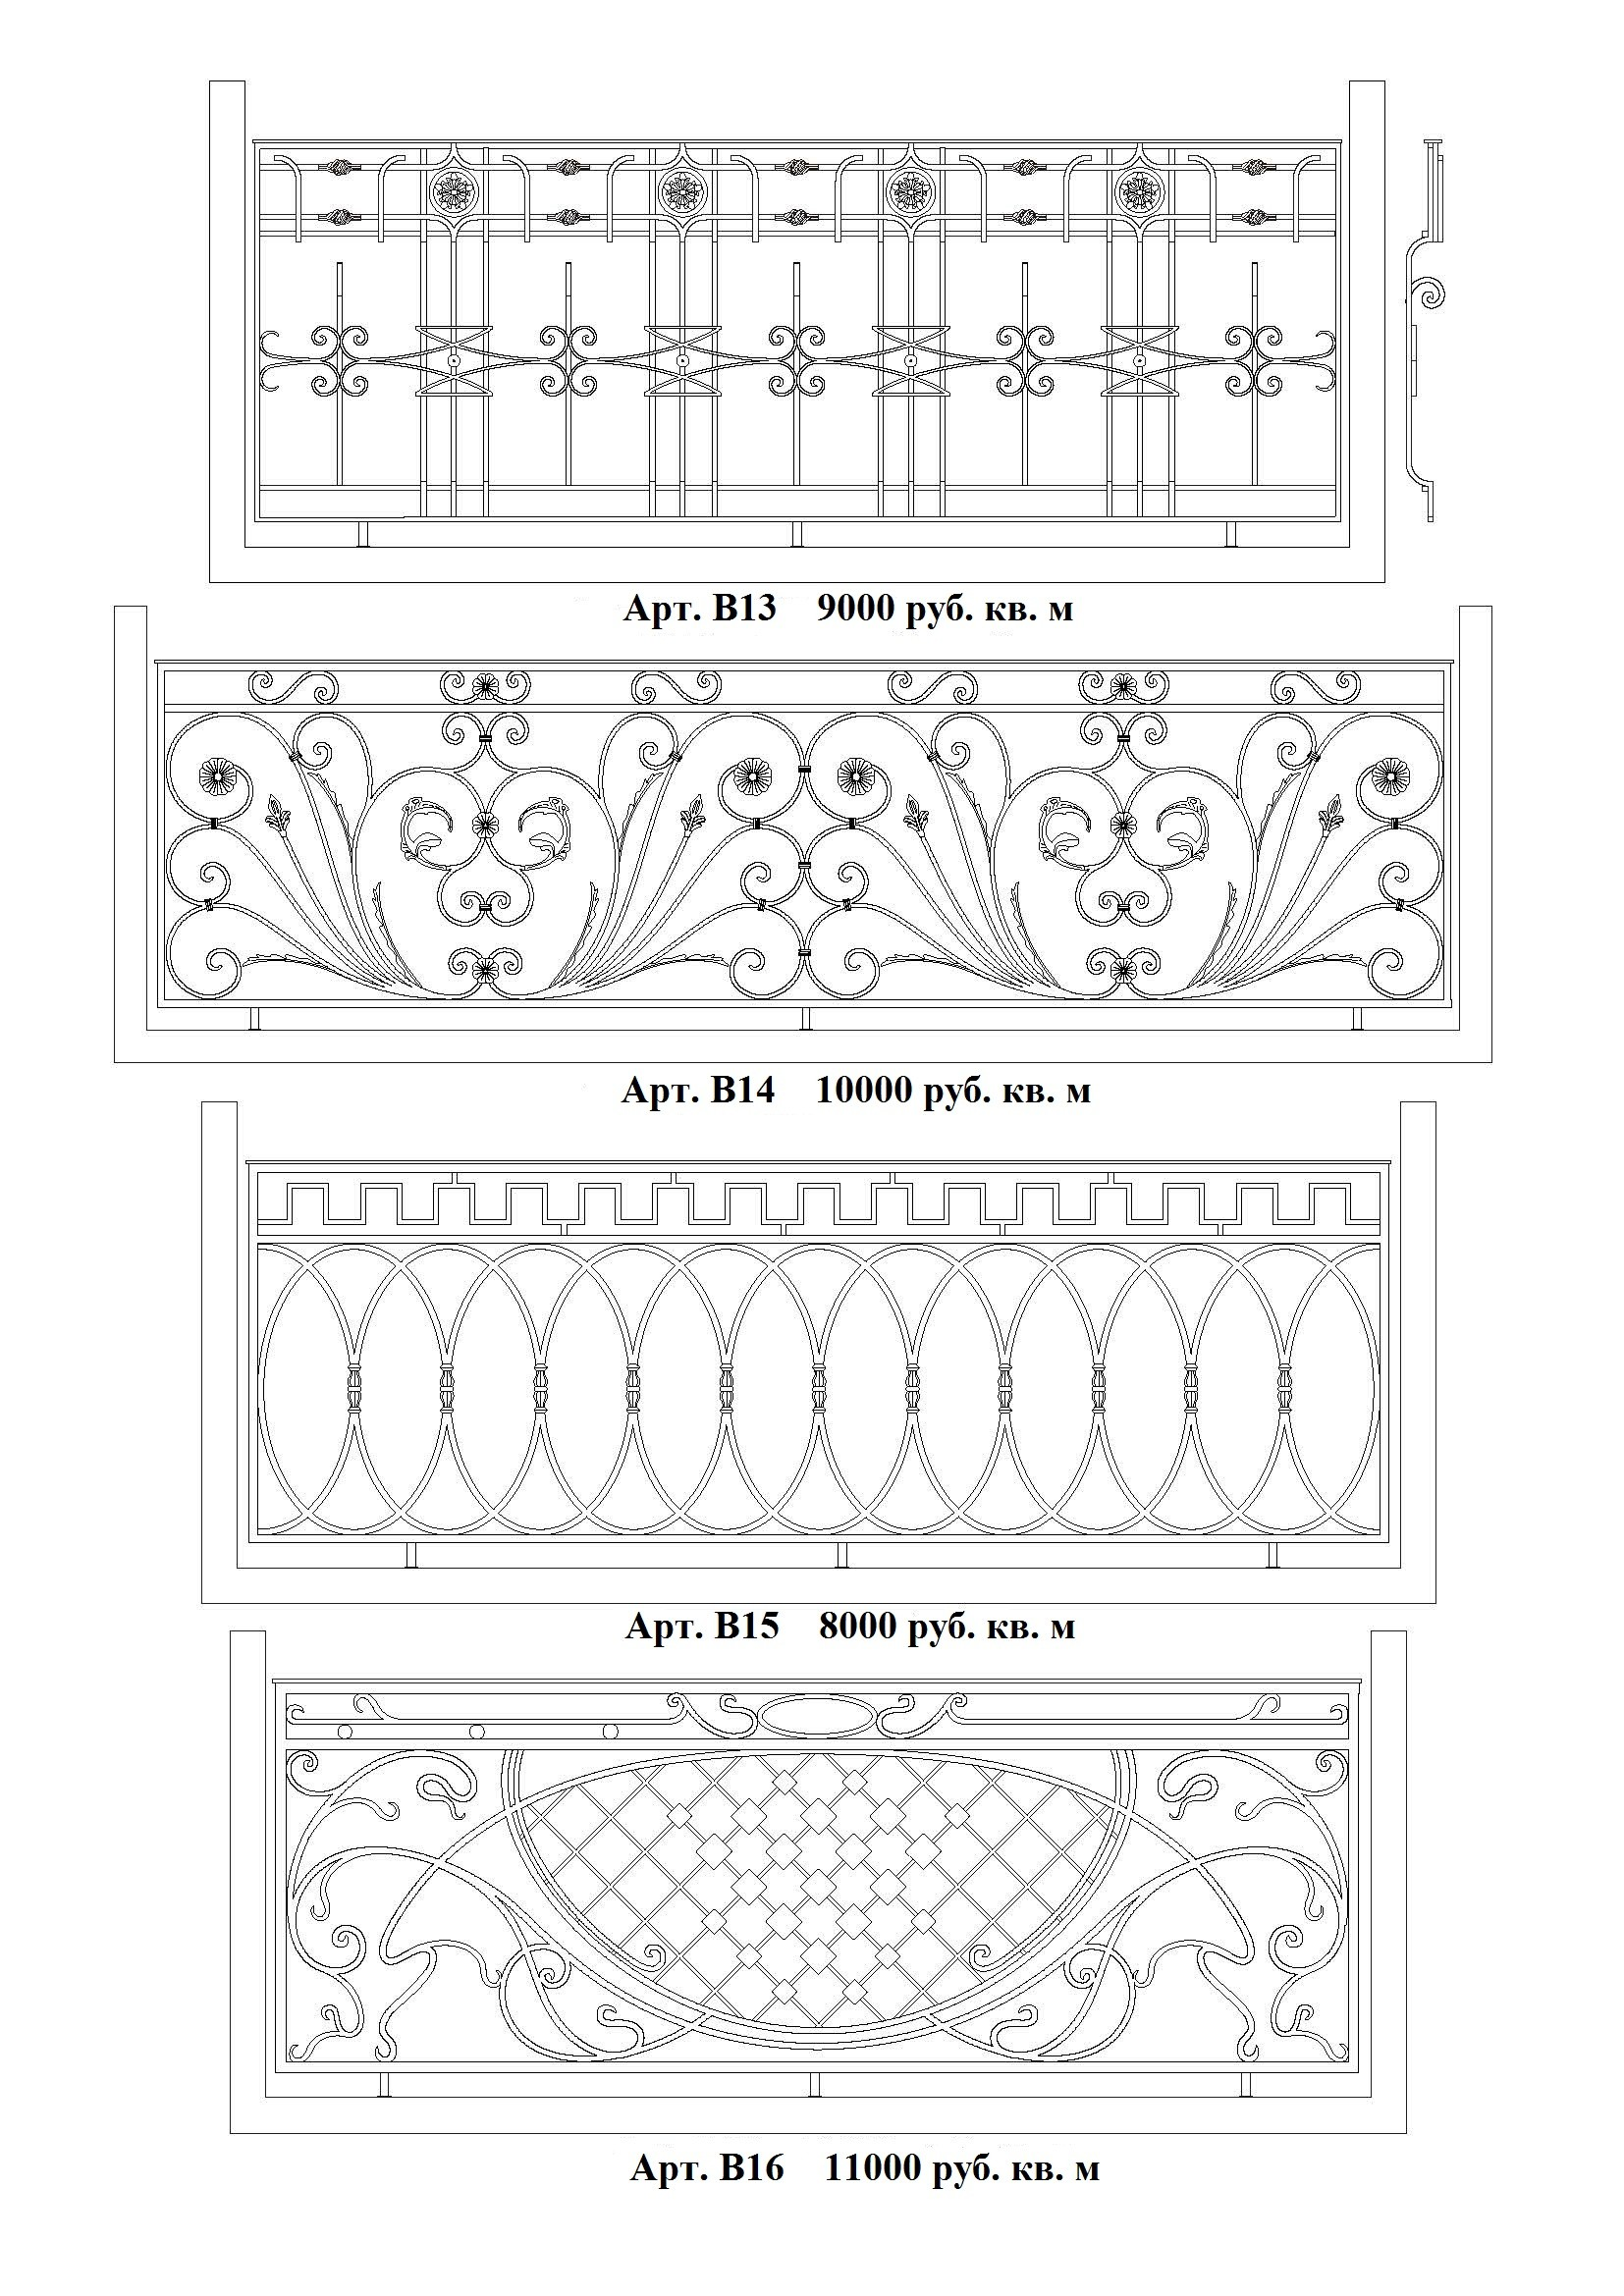 Арт. В13 9000 руб. кв. м
Арт. В14 10000 руб. кв. м
Арт. В15 8000 руб. кв. м
Арт. В16 11000 руб. кв. м